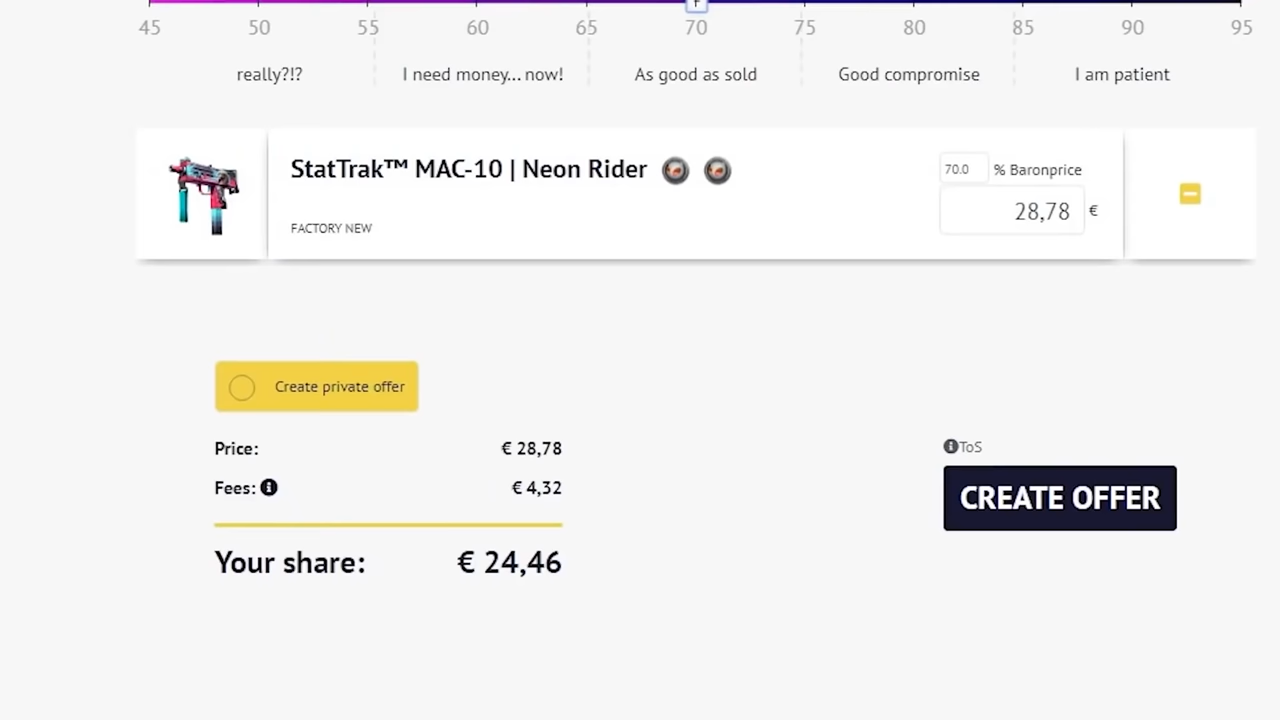 45 50 55 60 65 70 75 80 85 90 95
really?!? I need money... now! As good as sold Good compromise I am patient
StatTrak™ MAC-10 | Neon Rider
70.0 % Baronprice
28,78 €
FACTORY NEW
Create private offer
Price: € 28,78
ToS
Fees: € 4,32
CREATE OFFER
Your share: € 24,46